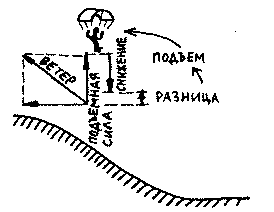 СНИЖЕНИЕ
ПОДЪЕМ
ВЕТЕР
ПОДЪЕМНАЯ
СИЛА
РАЗНИЦА